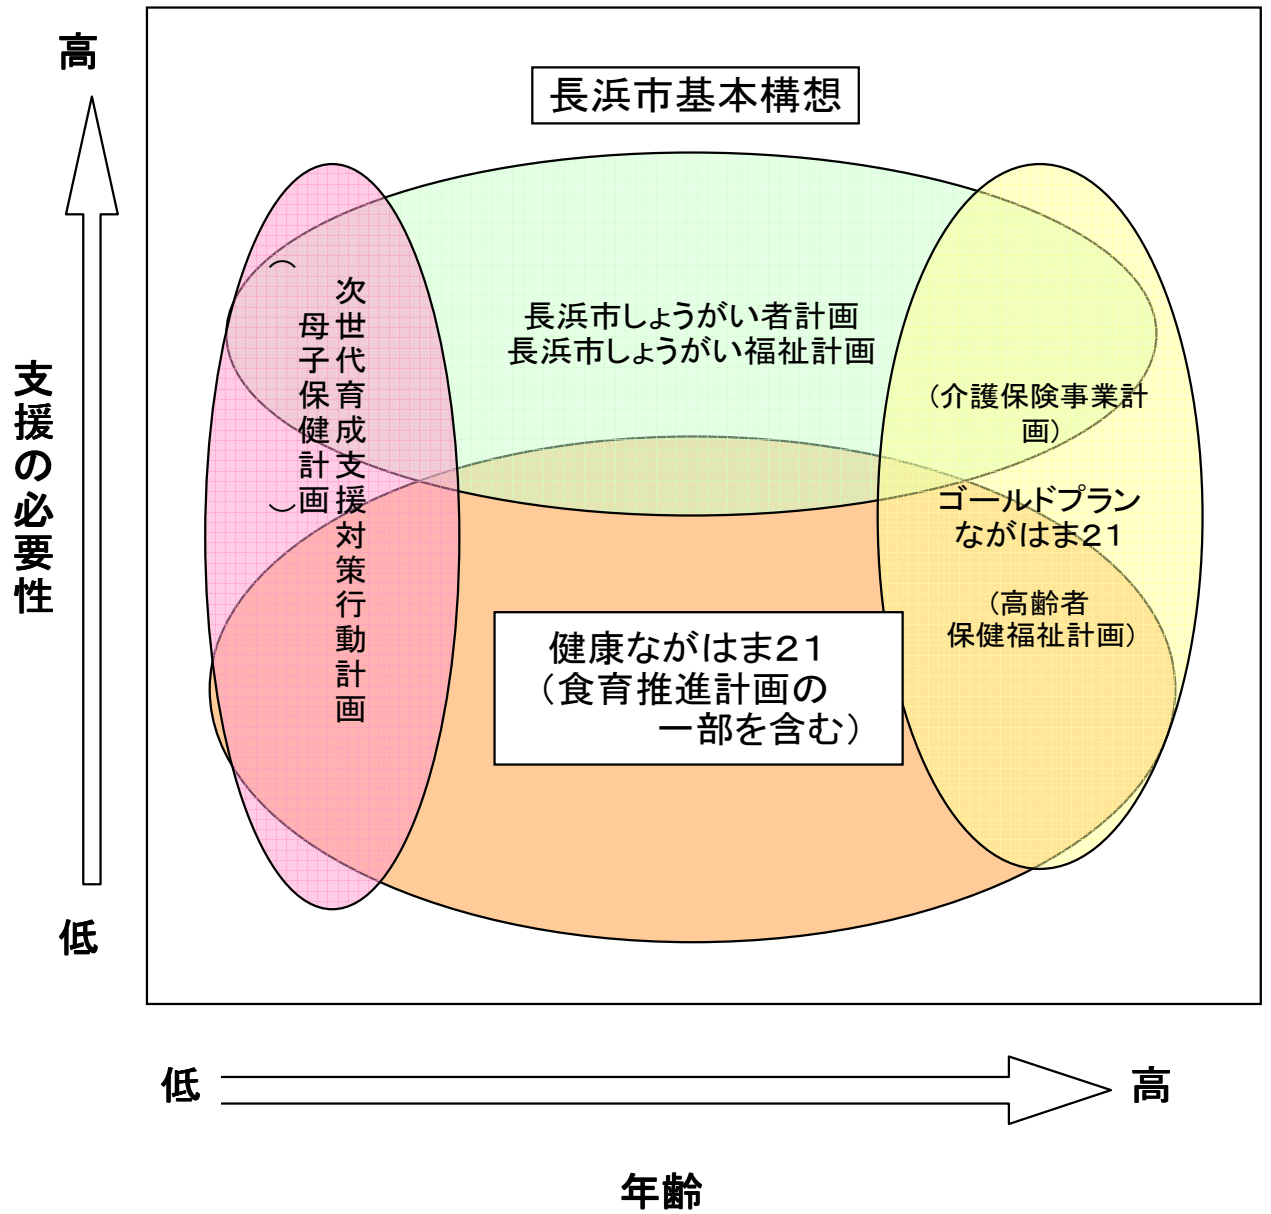 高
長浜市基本構想
次世代育成支援対策行動計画
（母子保健計画）
長浜市しょうがい者計画
長浜市しょうがい福祉計画
（介護保険事業計
画）
ゴールドプラン
ながはま２１
（高齢者
保健福祉計画）
健康ながはま２１
（食育推進計画の
一部を含む）
支援の必要性
低
低
高
年齢